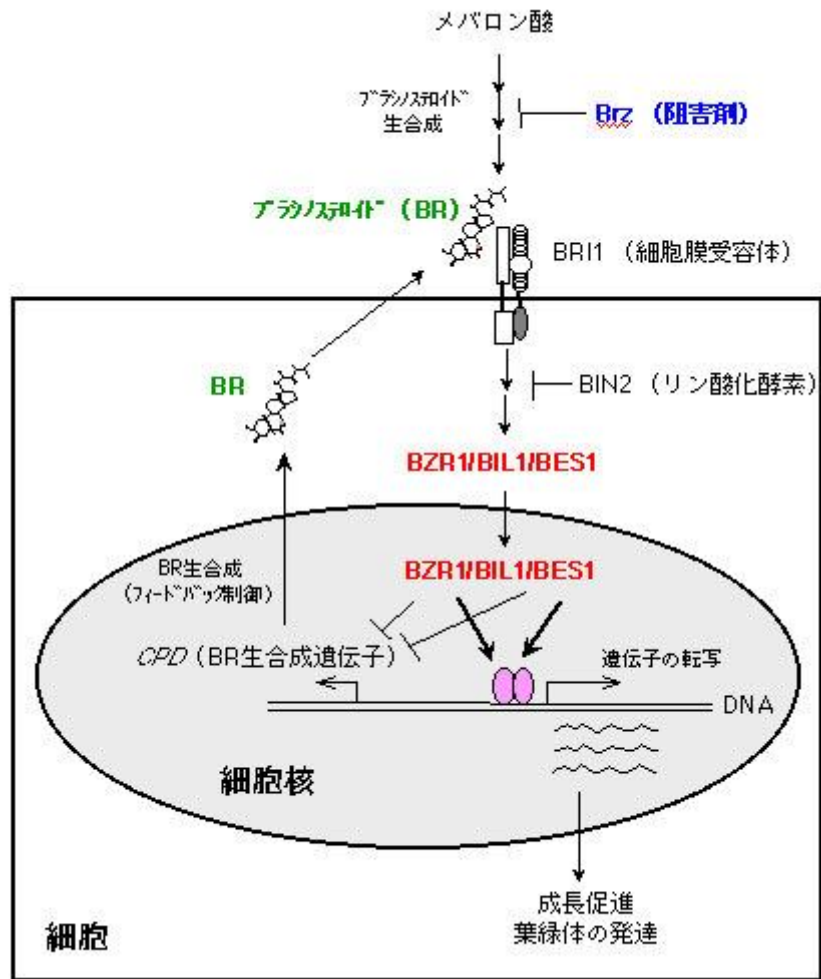 メバロン酸
ブラシノステロイド
生合成
Brz （阻害剤）
ブラシノステロイド（BR）
BRI1 （細胞膜受容体）
BR
BIN2 （リン酸化酵素）
BZR1/BIL1/BES1
BR生合成
（フィードバック制御）
BZR1/BIL1/BES1
CPD（BR生合成遺伝子）
遺伝子の転写
DNA
細胞核
成長促進
葉緑体の発達
細胞